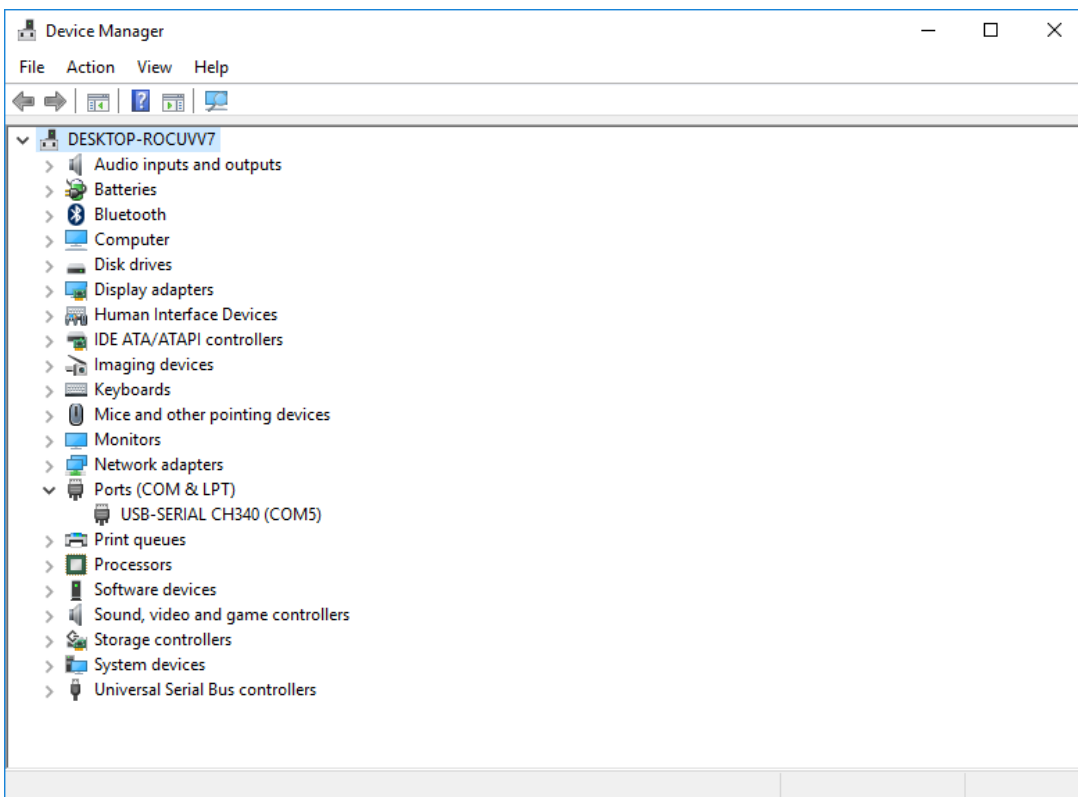 Device Manager
File Action View Help
DESKTOP-ROCUVV7
Audio inputs and outputs
Batteries
Bluetooth
Computer
Disk drives
Display adapters
Human Interface Devices
IDE ATA/ATAPI controllers
Imaging devices
Keyboards
Mice and other pointing devices
Monitors
Network adapters
Ports (COM & LPT)
USB-SERIAL CH340 (COM5)
Print queues
Processors
Software devices
Sound, video and game controllers
Storage controllers
System devices
Universal Serial Bus controllers